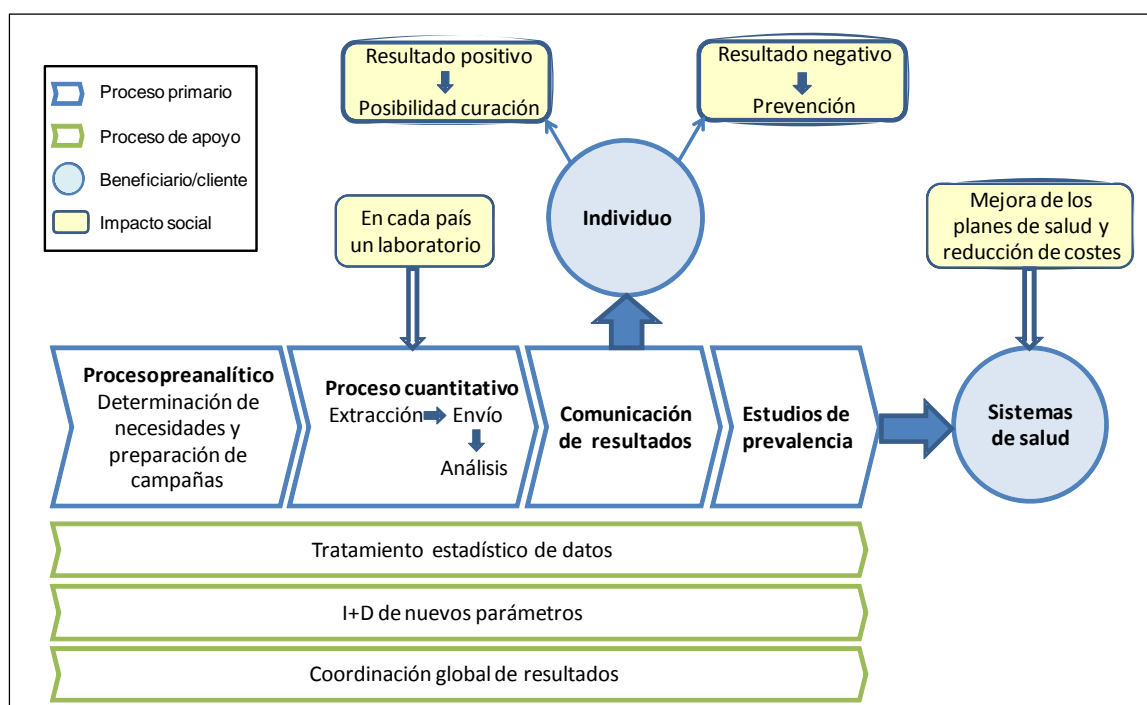 Proceso primario
Proceso de apoyo
Beneficiario/cliente
Impacto social
Resultado positivo
Posibilidad curación
Resultado negativo
Prevención
Individuo
En cada país
un laboratorio
Mejora de los
planes de salud y
reducción de costes
Proceso preanalítico
Determinación de
necesidades y
preparación de
campañas
Proceso cuantitativo
Extracción Envío
Análisis
Comunicación
de resultados
Estudios de
prevalencia
Sistemas
de salud
Tratamiento estadístico de datos
I+D de nuevos parámetros
Coordinación global de resultados